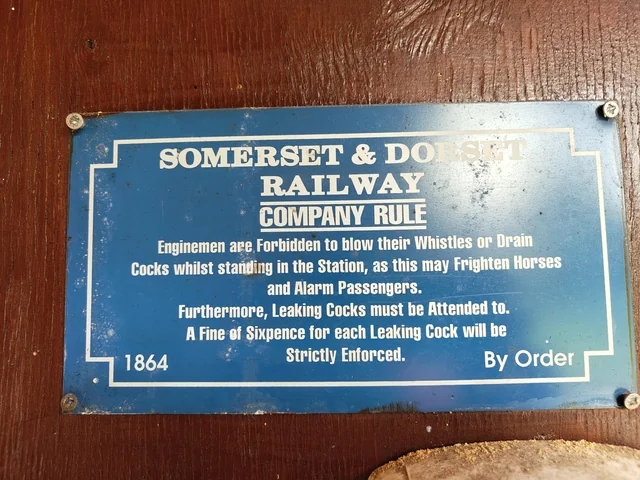 SOMERSET & DORSET
RAILWAY
COMPANY RULE
Enginemen are Forbidden to blow their Whistles or Drain
Cocks whilst standing in the Station, as this may Frighten Horses
and Alarm Passengers.
Furthermore, Leaking Cocks must be Attended to.
A Fine of Sixpence for each Leaking Cock will be
Strictly Enforced.
1864 By Order